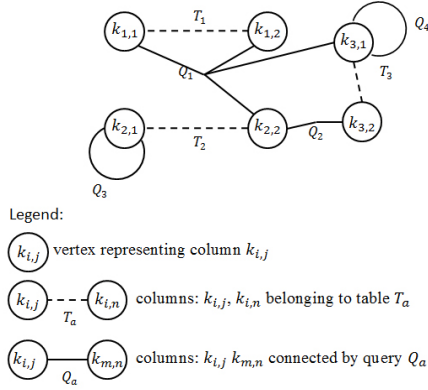 k1,1 T1 k1,2 k3,1 Q4
Q1 T3
k2,1 T2 k2,2 Q2 k3,2
Q3
Legend:
ki,j vertex representing column ki,j
ki,j Ta ki,n columns: ki,j, ki,n belonging to table Ta
ki,j Qa km,n columns: ki,j km,n connected by query Qa